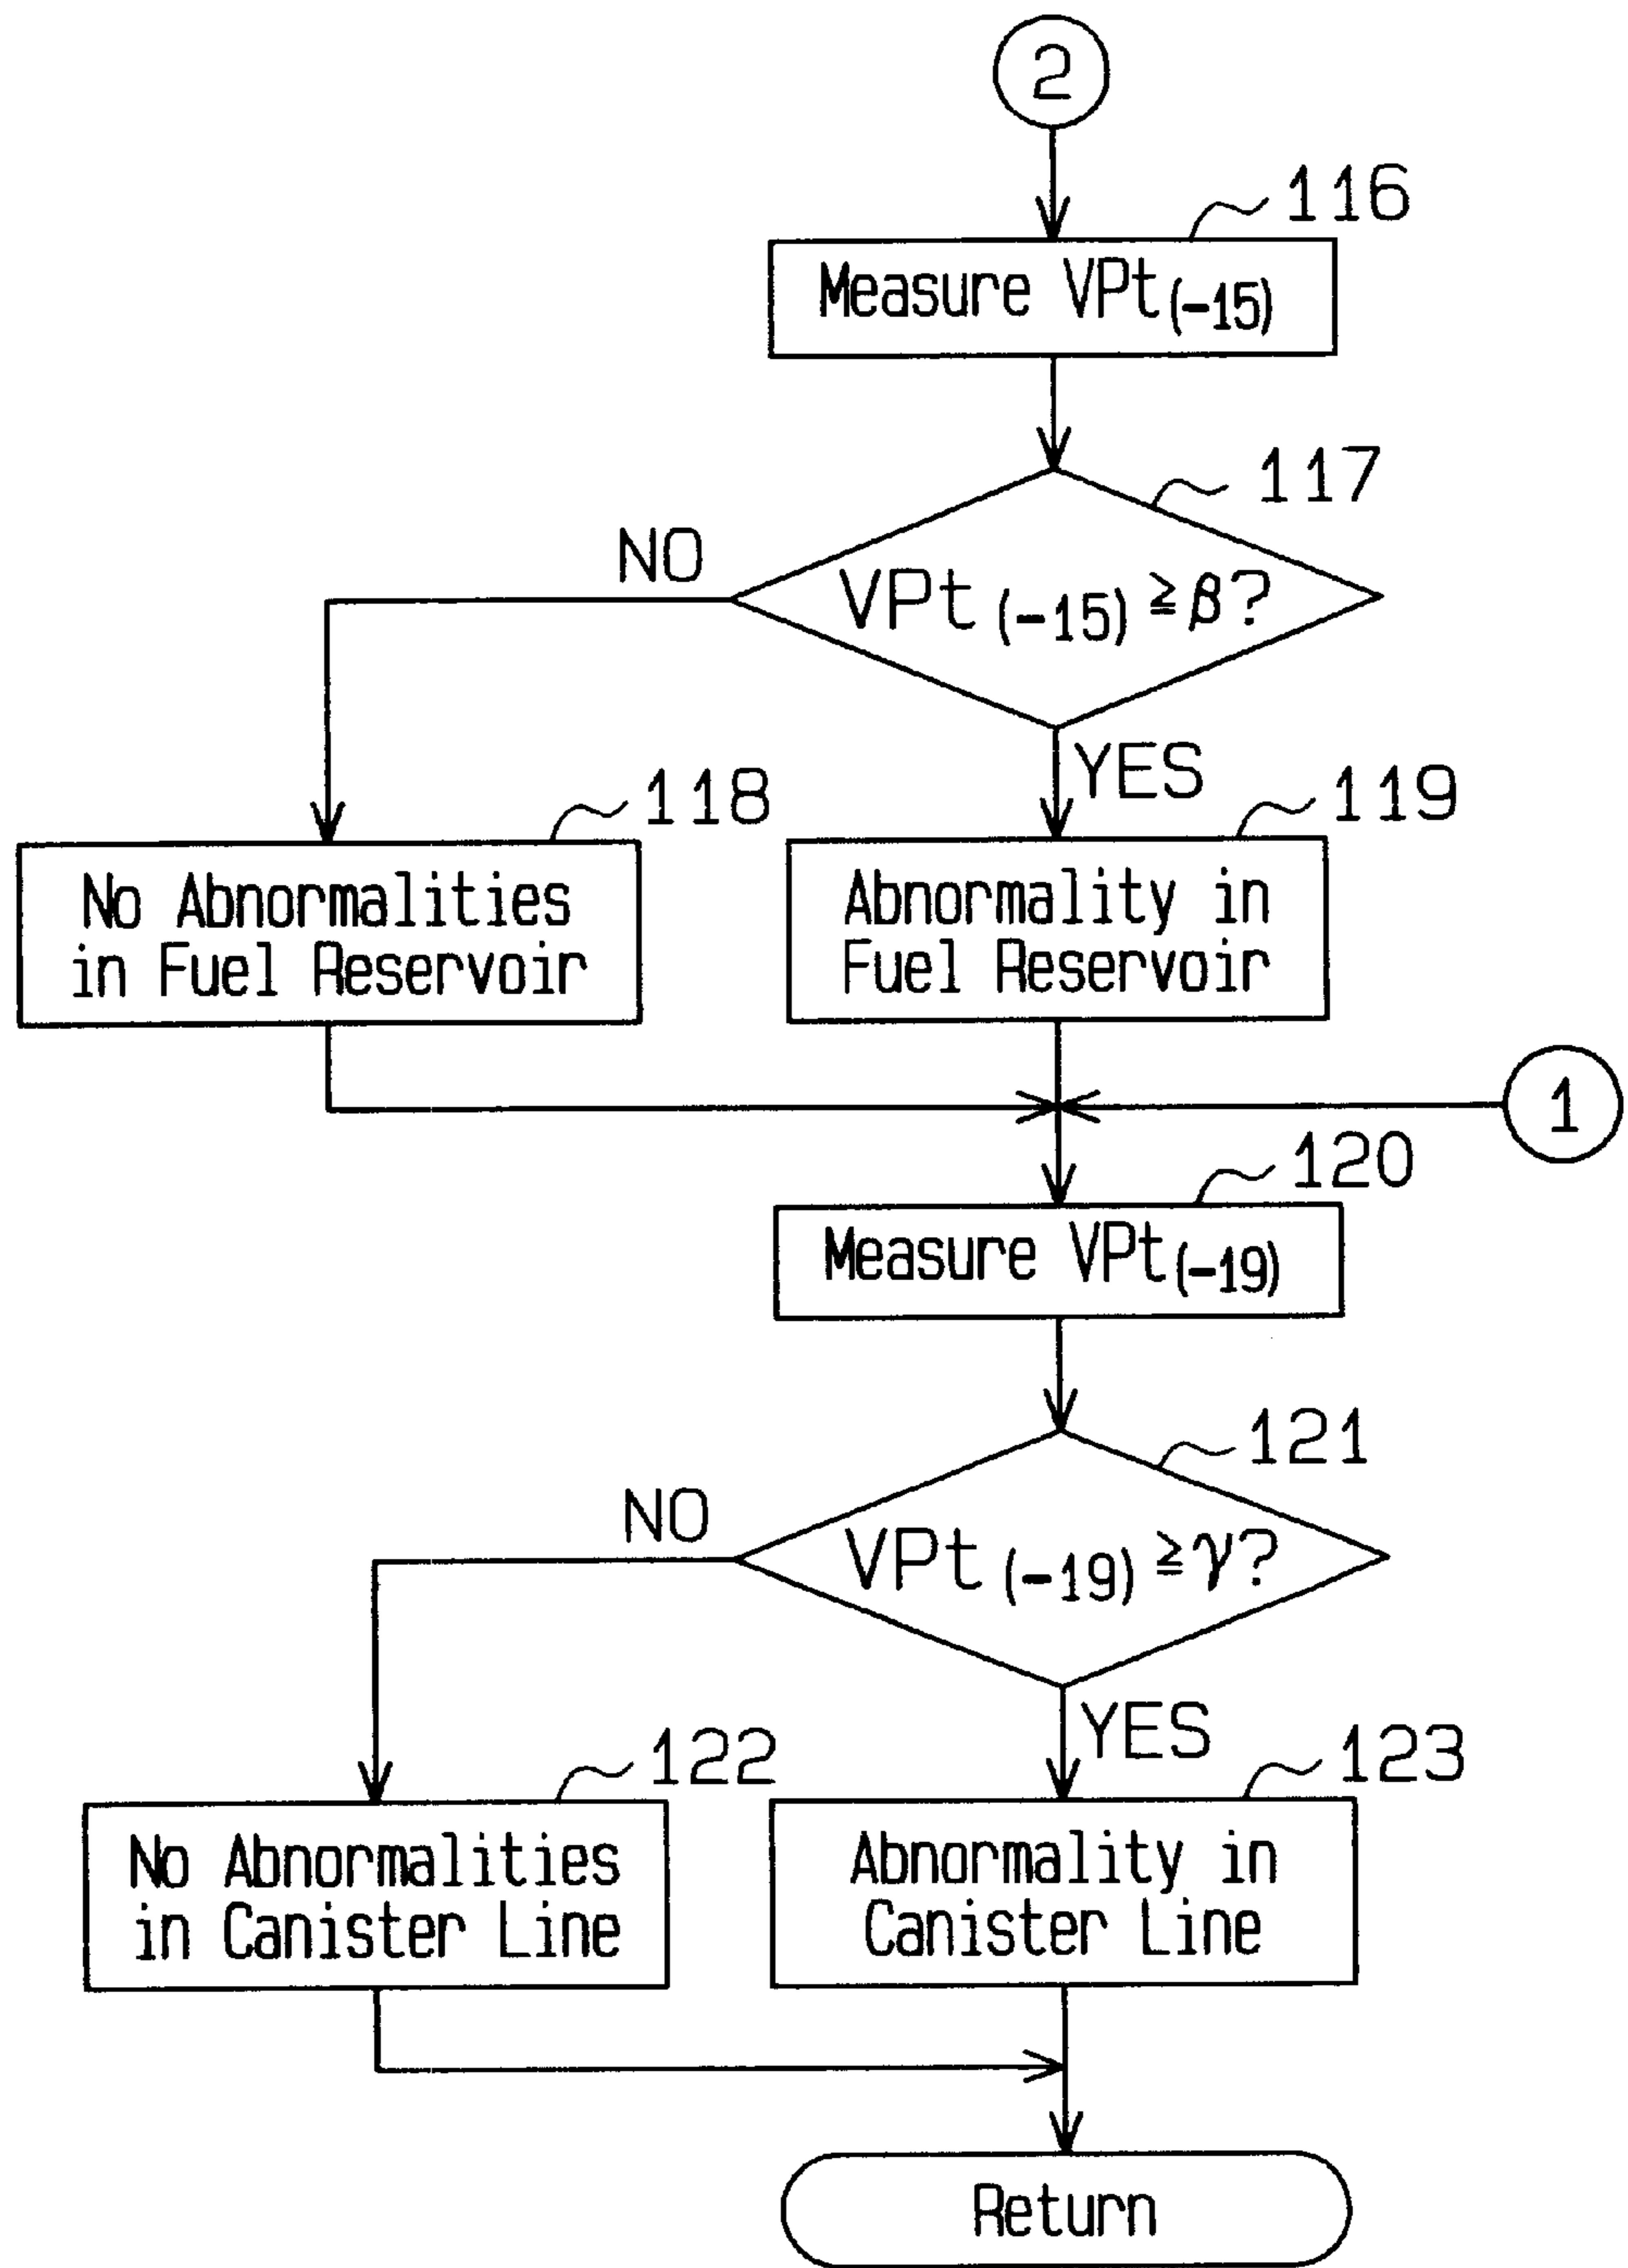 2
116
Measure VPt(-15)
117
NO
VPt(-15) ≧ β?
YES
118
119
No Abnormalities
in Fuel Reservoir
Abnormality in
Fuel Reservoir
1
120
Measure VPt(-19)
121
NO
VPt(-19) ≧ γ?
YES
122
123
No Abnormalities
in Canister Line
Abnormality in
Canister Line
Return